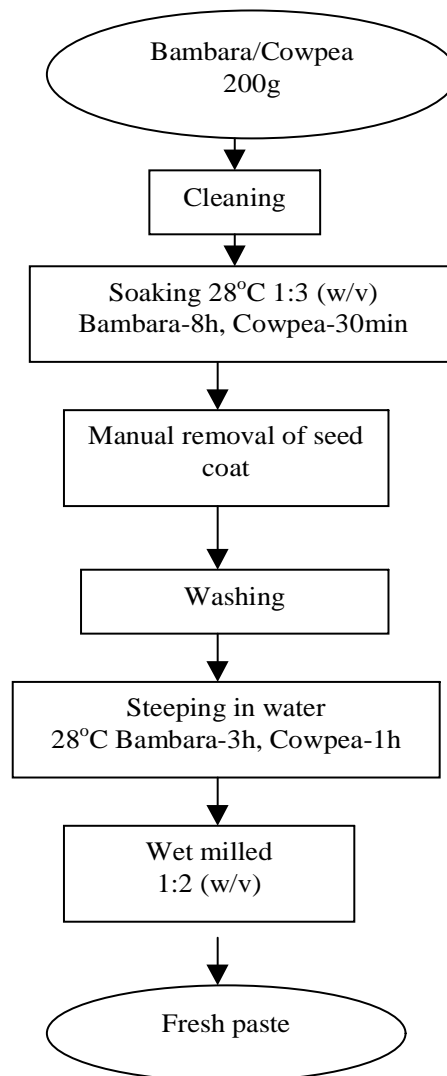 Bambara/Cowpea
200g
Cleaning
Soaking 28°C 1:3 (w/v)
Bambara-8h, Cowpea-30min
Manual removal of seed
coat
Washing
Steeping in water
28°C Bambara-3h, Cowpea-1h
Wet milled
1:2 (w/v)
Fresh paste